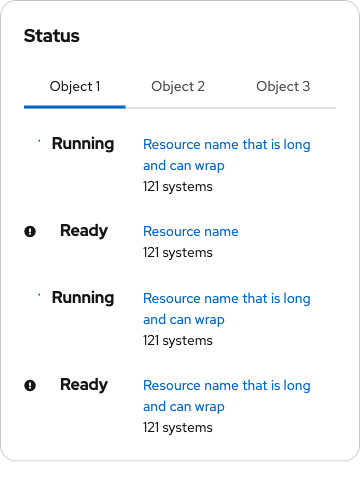 Status
Object 1
Object 2
Object 3
Running
Resource name that is long
and can wrap
121 systems
Ready
Resource name
121 systems
Running
Resource name that is long
and can wrap
121 systems
Ready
Resource name that is long
and can wrap
121 systems